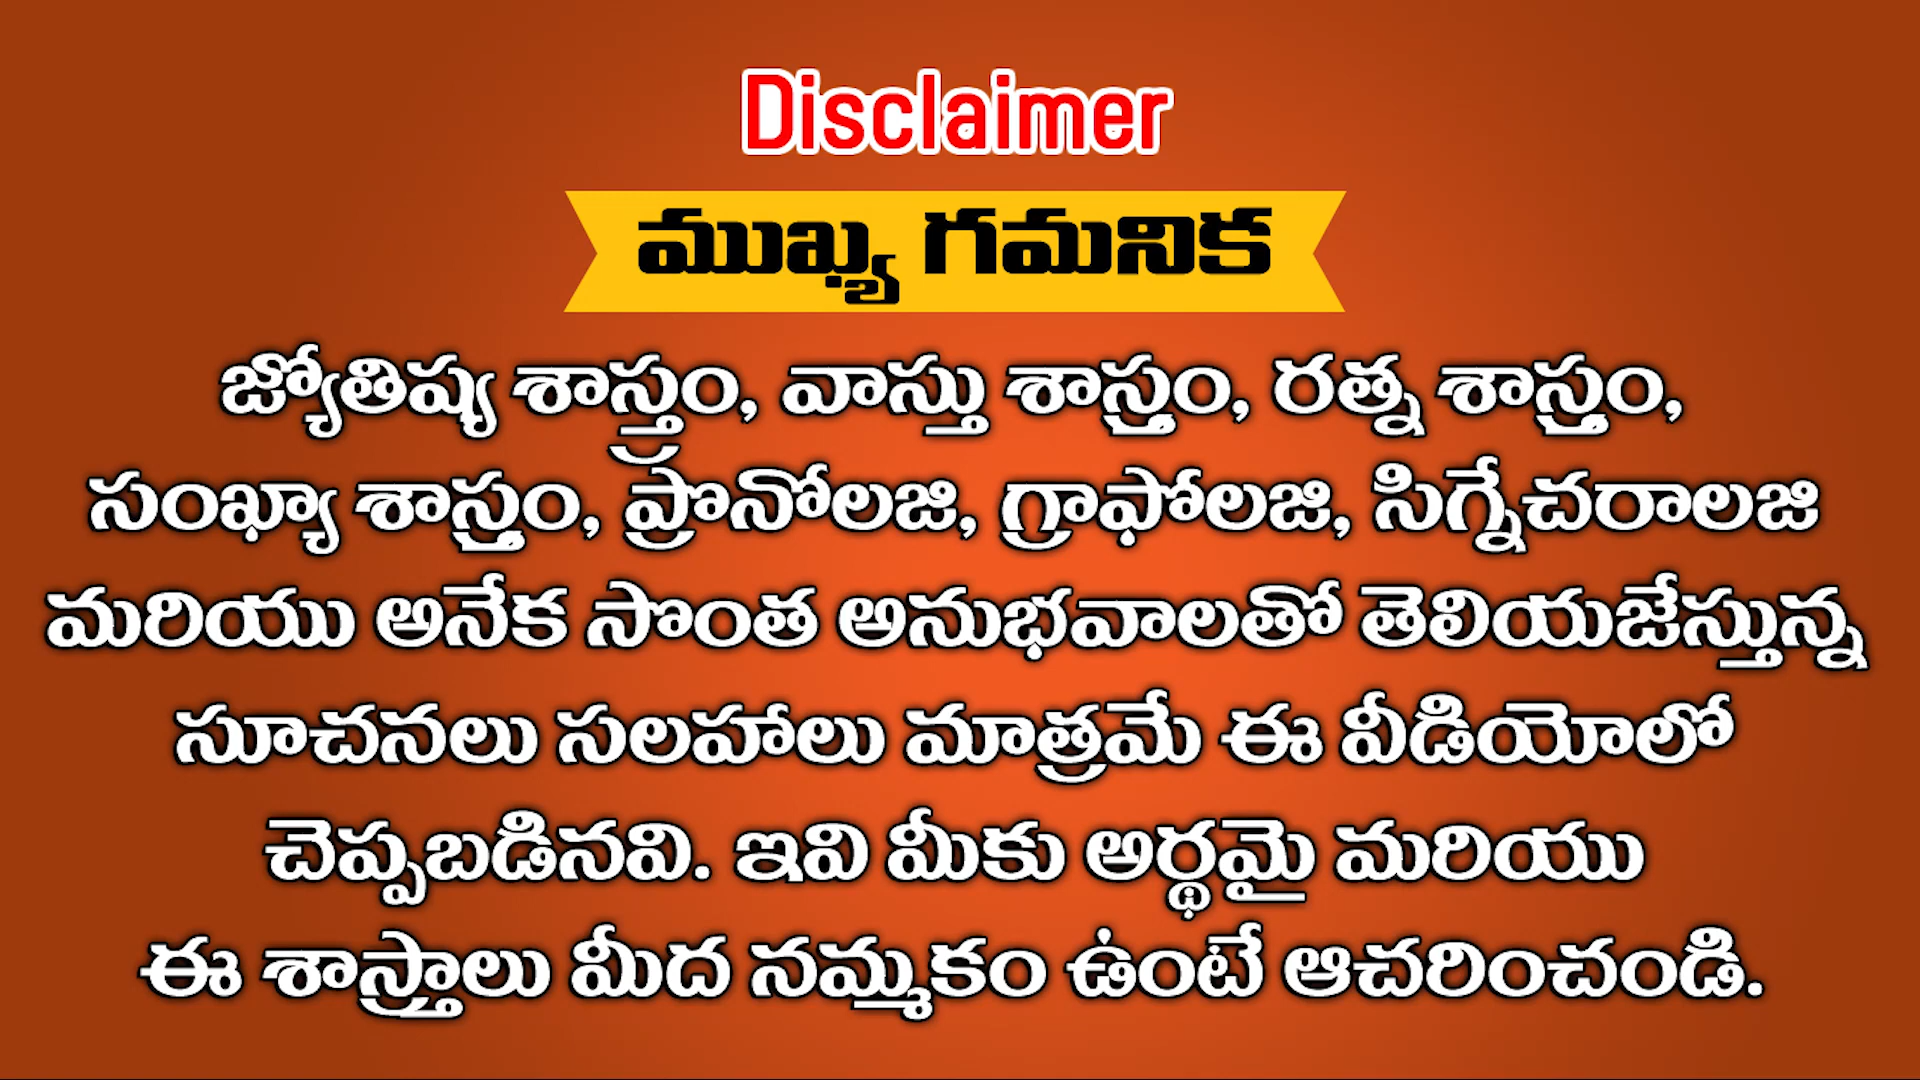 Disclaimer
ముఖ్య గమనిక
జ్యోతిష్య శాస్త్రం, వాస్తు శాస్త్రం, రత్న శాస్త్రం,
సంఖ్యా శాస్త్రం, ప్రొనోలజి, గ్రాఫోలజి, సిగ్నేచరాలజి
మరియు అనేక సొంత అనుభవాలతో తెలియజేస్తున్న
సూచనలు సలహాలు మాత్రమే ఈ వీడియోలో
చెప్పబడినవి. ఇవి మీకు అర్థమై మరియు
ఈ శాస్త్రాలు మీద నమ్మకం ఉంటే ఆచరించండి.